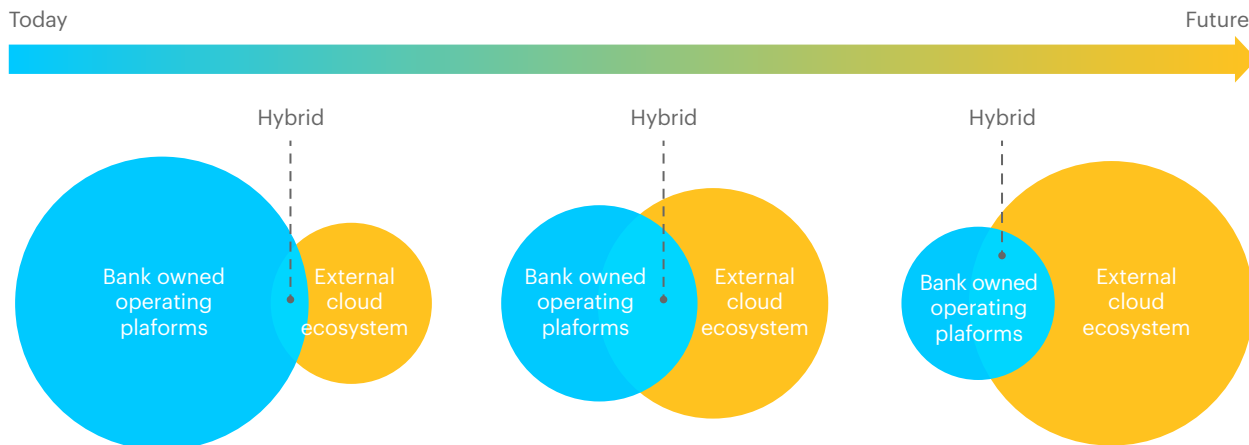 Today
Future
Hybrid
Hybrid
Hybrid
Bank owned
operating
plaforms
External
cloud
ecosystem
Bank owned
operating
plaforms
External
cloud
ecosystem
Bank owned
operating
plaforms
External
cloud
ecosystem